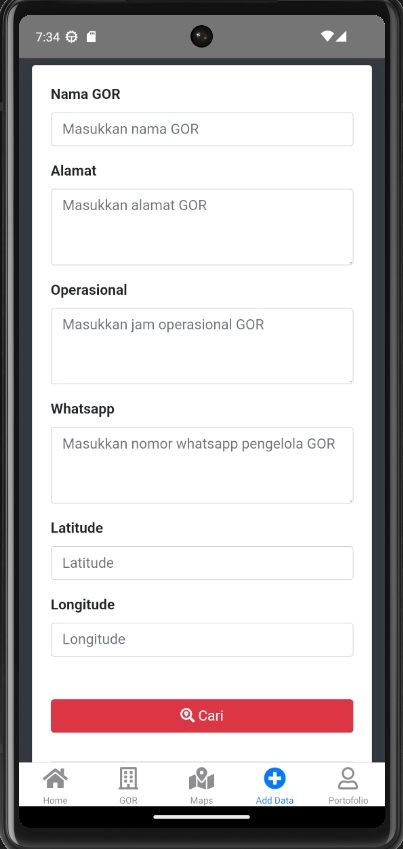 7:34
Nama GOR
Masukkan nama GOR
Alamat
Masukkan alamat GOR
Operasional
Masukkan jam operasional GOR
Whatsapp
Masukkan nomor whatsapp pengelola GOR
Latitude
Latitude
Longitude
Longitude
Cari
Home GOR Maps Add Data Portofolio